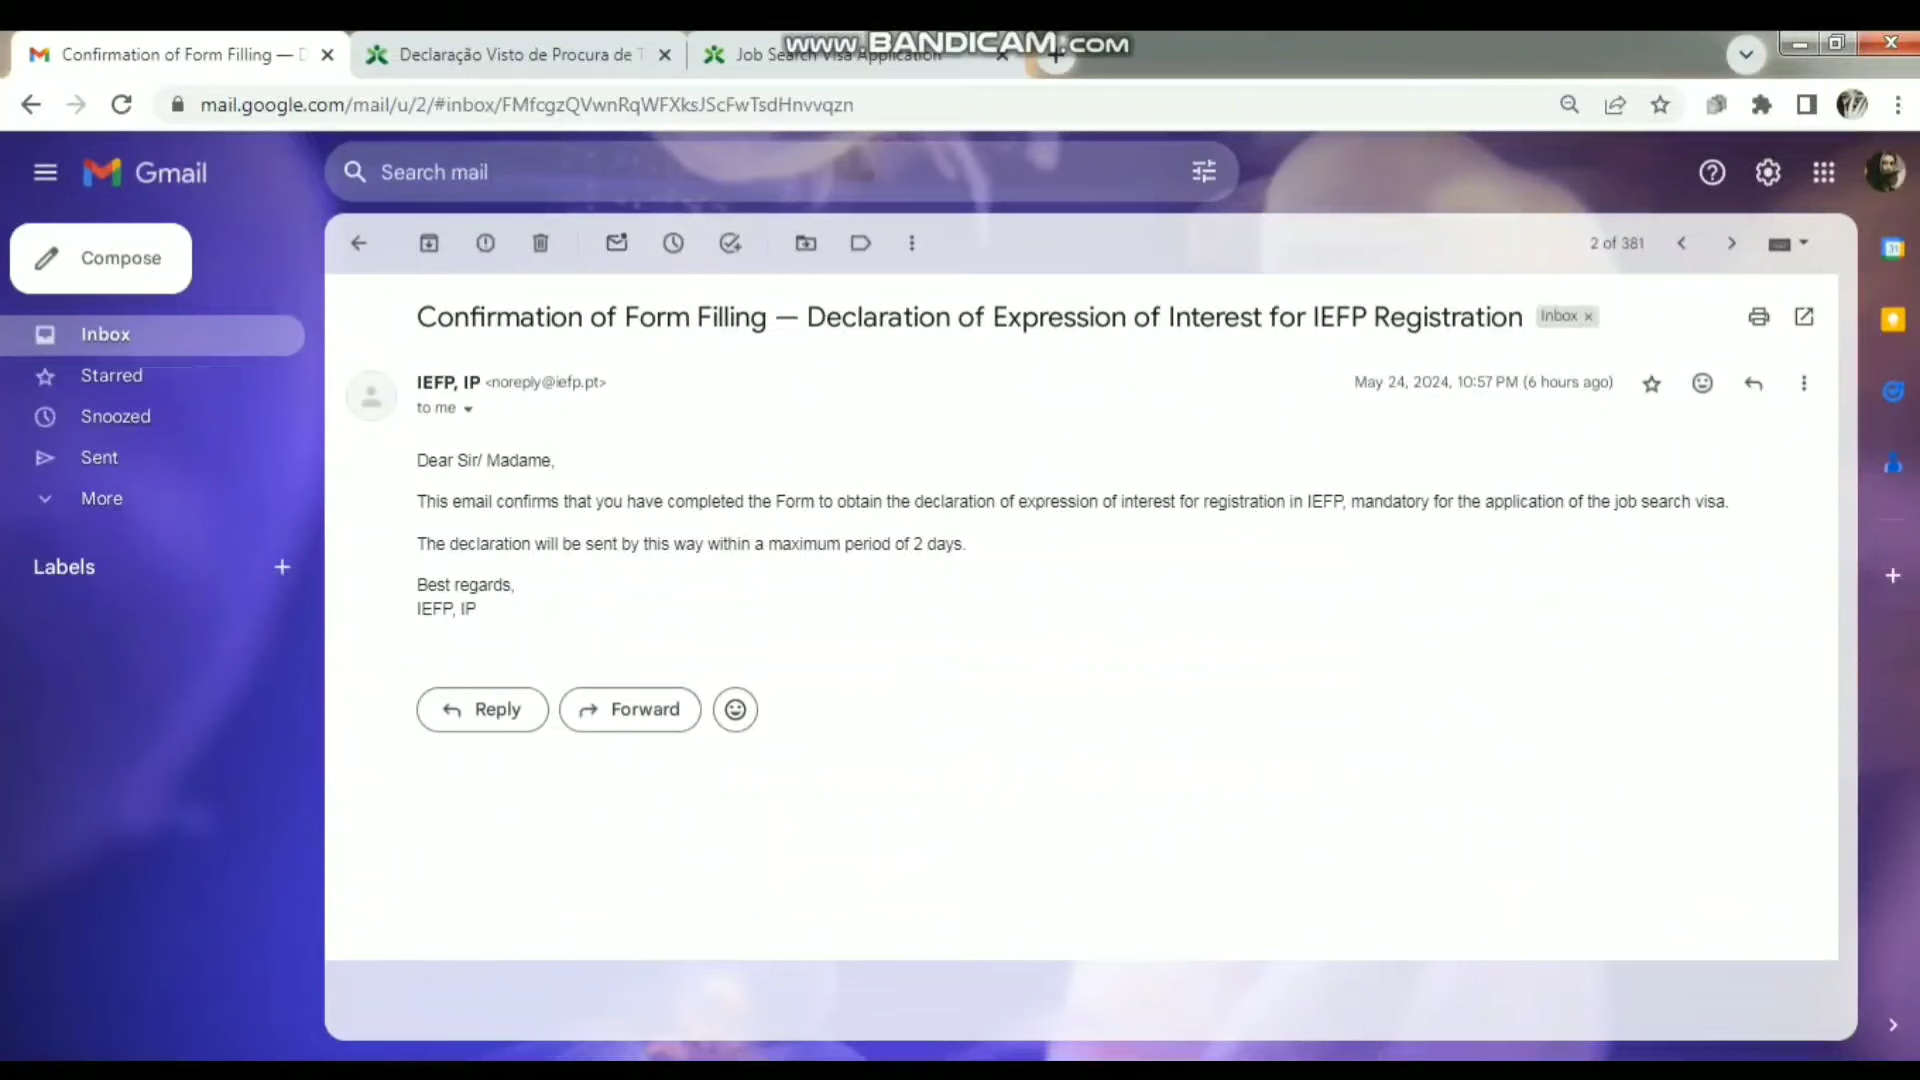 www.BANDICAM.COM
Confirmation of Form Filling — D
Declaração Visto de Procura de T
Job Search Visa Application
mail.google.com/mail/u/2/#inbox/FMfcgzQVwnRqWFXksJScFwTsdHnvvqzn
Gmail
Search mail
Compose
2 of 381
Inbox
Starred
Snoozed
Sent
More
Labels
Confirmation of Form Filling — Declaration of Expression of Interest for IEFP Registration
Inbox
IEFP, IP <noreply@iefp.pt>
May 24, 2024, 10:57 PM (6 hours ago)
to me
Dear Sir/ Madame,
This email confirms that you have completed the Form to obtain the declaration of expression of interest for registration in IEFP, mandatory for the application of the job search visa.
The declaration will be sent by this way within a maximum period of 2 days.
Best regards,
IEFP, IP
Reply
Forward
31